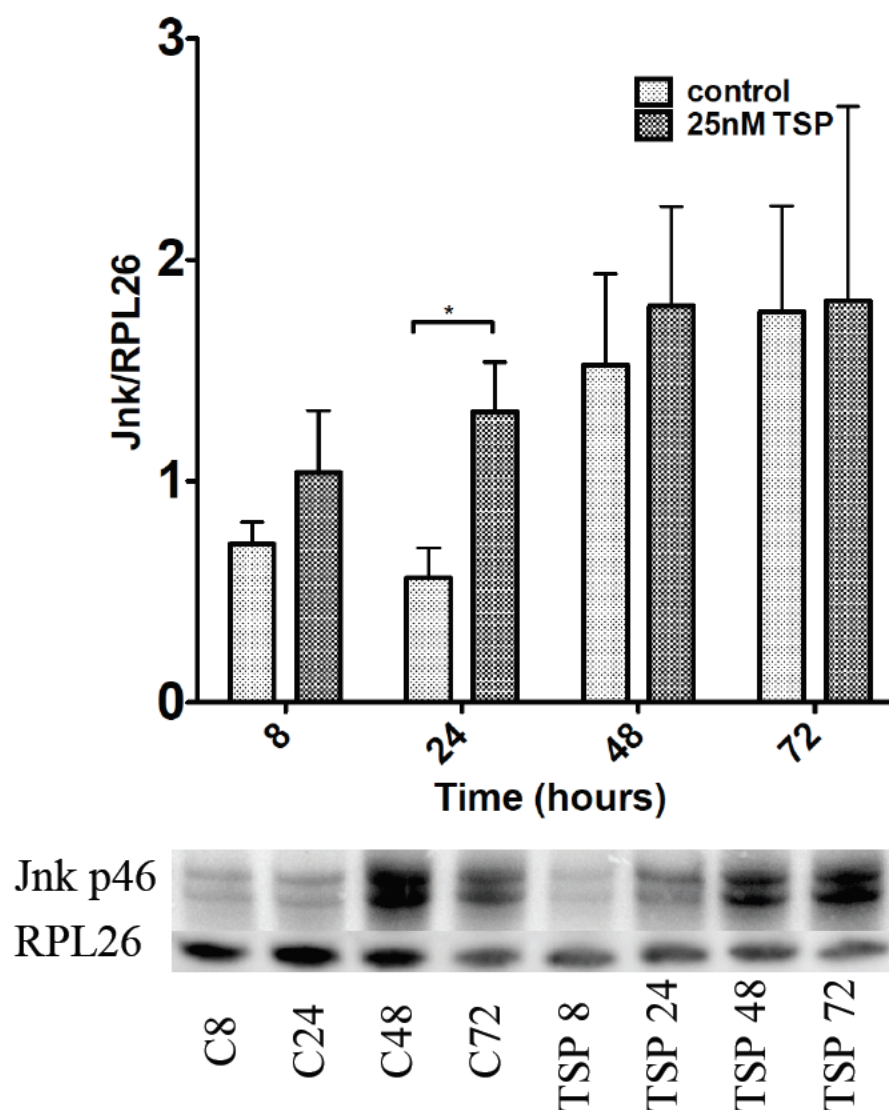 3
control
25nM TSP
2
Jnk/RPL26
*
1
0
8
24
48
72
Time (hours)
Jnk p46
RPL26
C8
C24
C48
C72
TSP 8
TSP 24
TSP 48
TSP 72